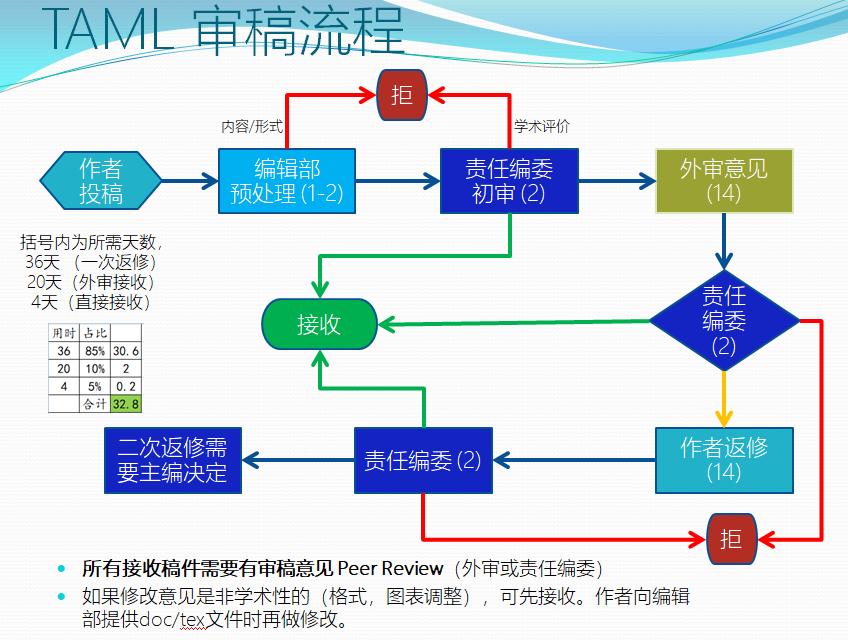 TAML 审稿流程
拒
内容/形式
学术评价
作者
投稿
编辑部
预处理 (1-2)
责任编委
初审 (2)
外审意见
(14)
括号内为所需天数，
36天 （一次返修）
20天（外审接收）
4天（直接接收）
用时 占比
36 85% 30.6
20 10% 2
4 5% 0.2
合计 32.8
接收
责任
编委
(2)
二次返修需
要主编决定
责任编委 (2)
作者返修
(14)
拒
• 所有接收稿件需要有审稿意见 Peer Review（外审或责任编委）
• 如果修改意见是非学术性的（格式，图表调整），可先接收。作者向编辑
部提供doc/tex文件时再做修改。